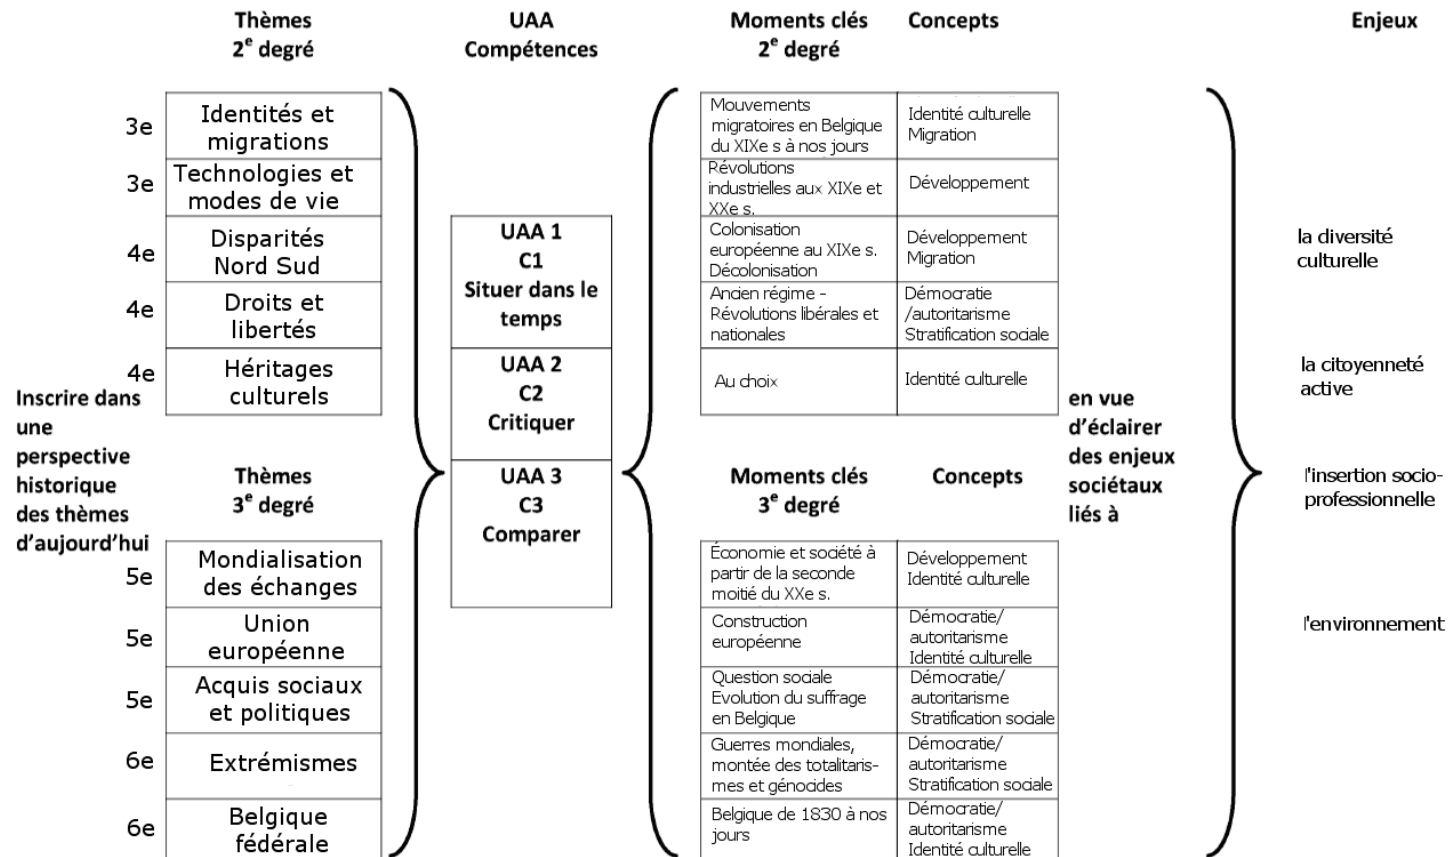 Thèmes
2e degré
UAA
Compétences
Moments clés
2e degré
Concepts
Enjeux
3e
Identités et
migrations
3e
Technologies et
modes de vie
4e
Disparités
Nord Sud
4e
Droits et
libertés
4e
Héritages
culturels
Inscrire dans
une
perspective
historique
des thèmes
d'aujourd'hui
Thèmes
3e degré
5e
Mondialisation
des échanges
5e
Union
européenne
5e
Acquis sociaux
et politiques
6e
Extrémismes
6e
Belgique
fédérale
UAA 1
C1
Situer dans le
temps
UAA 2
C2
Critiquer
UAA 3
C3
Comparer
Mouvements
migratoires en Belgique
du XIXe s à nos jours
Identité culturelle
Migration
Révolutions
industrielles aux XIXe et
XXe s.
Développement
Colonisation
européenne au XIXe s.
Décolonisation
Développement
Migration
Ancien régime -
Révolutions libérales et
nationales
Démocratie
/autoritarisme
Stratification sociale
Au choix
Identité culturelle
Moments clés
3e degré
Concepts
Économie et société à
partir de la seconde
moitié du XXe s.
Développement
Identité culturelle
Construction
européenne
Démocratie/
autoritarisme
Identité culturelle
Question sociale
Evolution du suffrage
en Belgique
Démocratie/
autoritarisme
Stratification sociale
Guerres mondiales,
montée des totalitaris-
mes et génocides
Démocratie/
autoritarisme
Stratification sociale
Belgique de 1830 à nos
jours
Démocratie/
autoritarisme
Identité culturelle
en vue
d'éclairer
des enjeux
sociétaux
liés à
la diversité
culturelle
la citoyenneté
active
l'insertion socio-
professionnelle
l'environnement